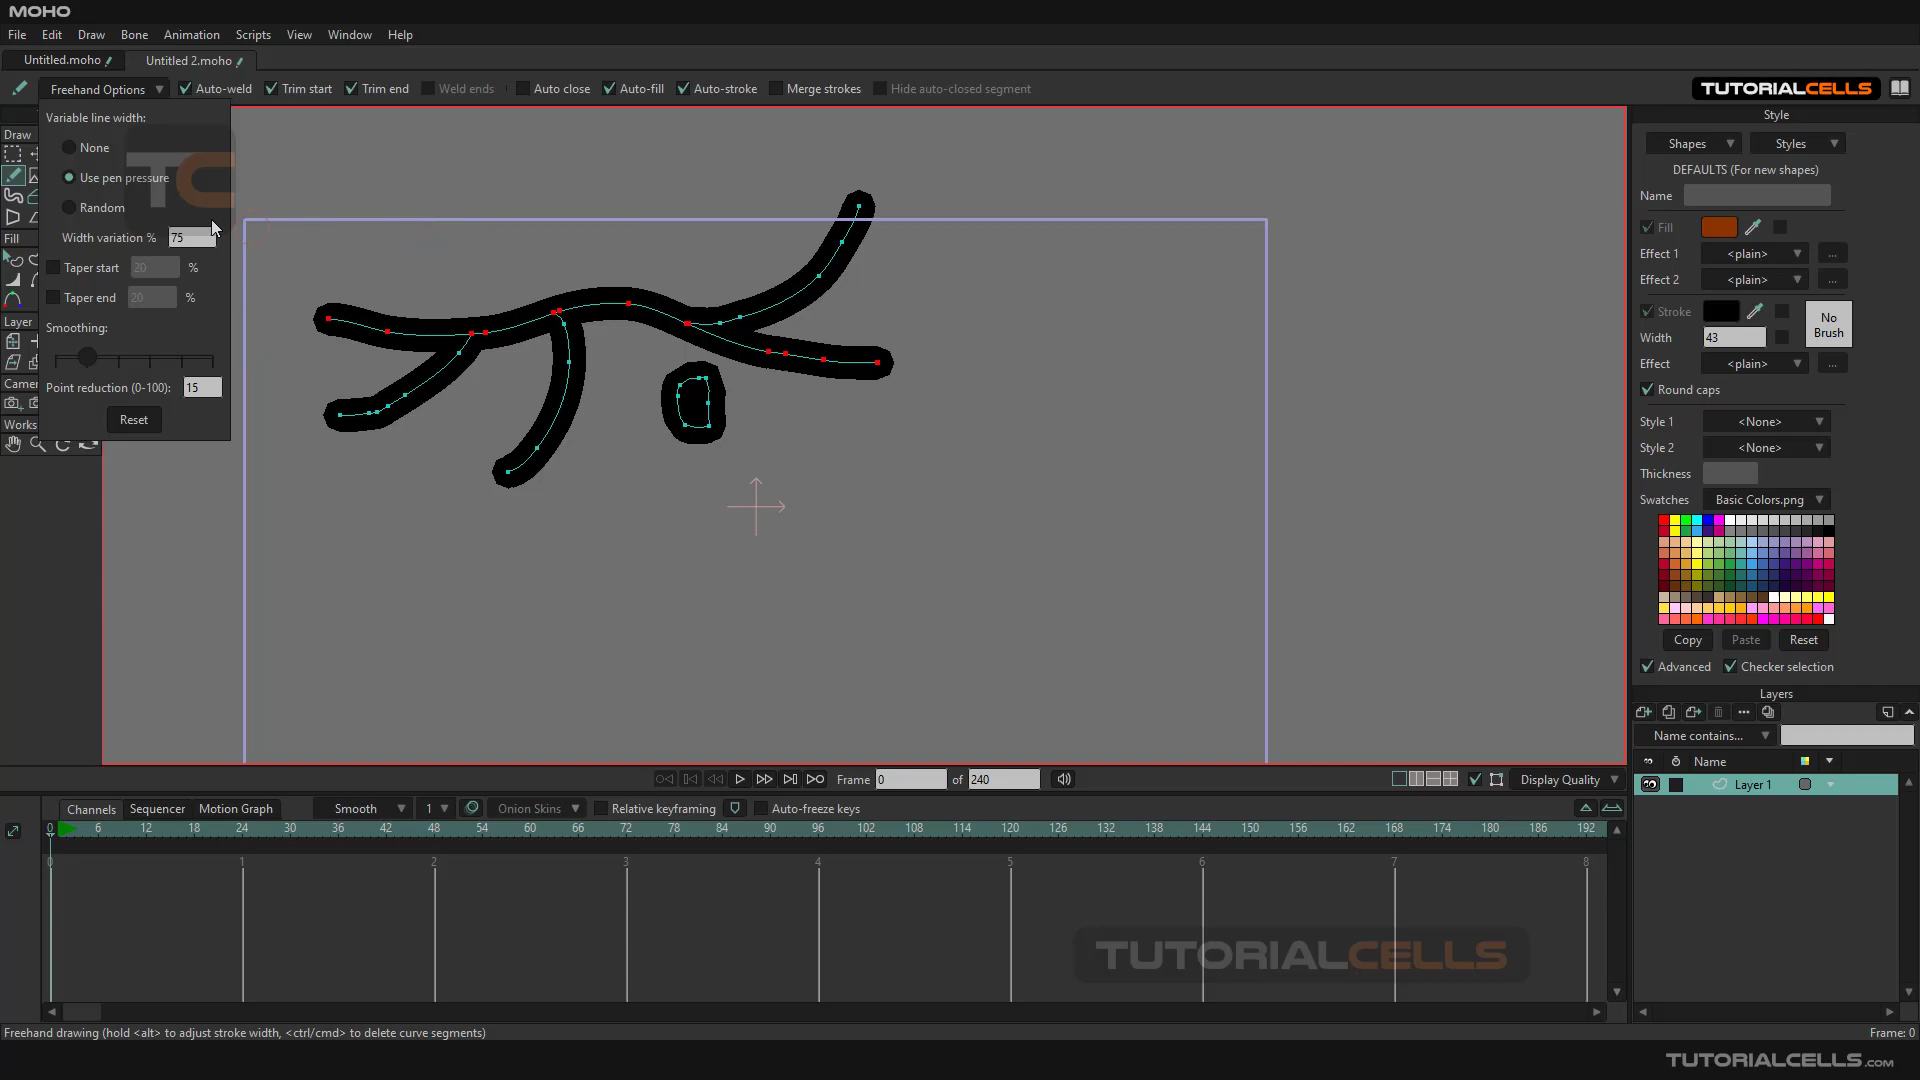 MOHO
File Edit Draw Bone Animation Scripts View Window Help
Untitled.moho Untitled 2.moho
Freehand Options Auto-weld Trim start Trim end Weld ends Auto close Auto-fill Auto-stroke Merge strokes Hide auto-closed segment
TUTORIALCELLS
Variable line width:
None
Use pen pressure
Random
Width variation % 75
Taper start 20 %
Taper end 20 %
Smoothing:
Point reduction (0-100): 15
Reset
Draw
Fill
Layer
Camer
Works
TC
Style
Shapes Styles
DEFAULTS (For new shapes)
Name
Fill
Effect 1 <plain> ...
Effect 2 <plain> ...
Stroke
No Brush
Width 43
Effect <plain> ...
Round caps
Style 1 <None>
Style 2 <None>
Thickness
Swatches Basic Colors.png
Copy Paste Reset
Advanced Checker selection
Layers
Name contains...
Name
Layer 1
Frame 0 of 240
Display Quality
Channels Sequencer Motion Graph Smooth 1 Onion Skins Relative keyframing Auto-freeze keys
0 6 12 18 24 30 36 42 48 54 60 66 72 78 84 90 96 102 108 114 120 126 132 138 144 150 156 162 168 174 180 186 192
0 1 2 3 4 5 6 7 8
TUTORIALCELLS
Freehand drawing (hold <alt> to adjust stroke width, <ctrl/cmd> to delete curve segments)
Frame: 0
TUTORIALCELLS.COM